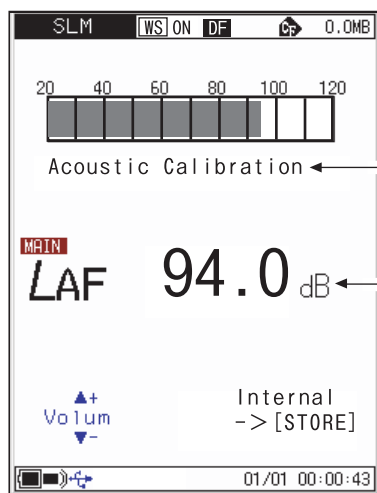 SLM WS ON DF CF 0.0MB
20 40 60 80 100 120
Acoustic Calibration
MAIN
LAF 94.0 dB
+
Volum
-
Internal
->[STORE]
01/01 00:00:43